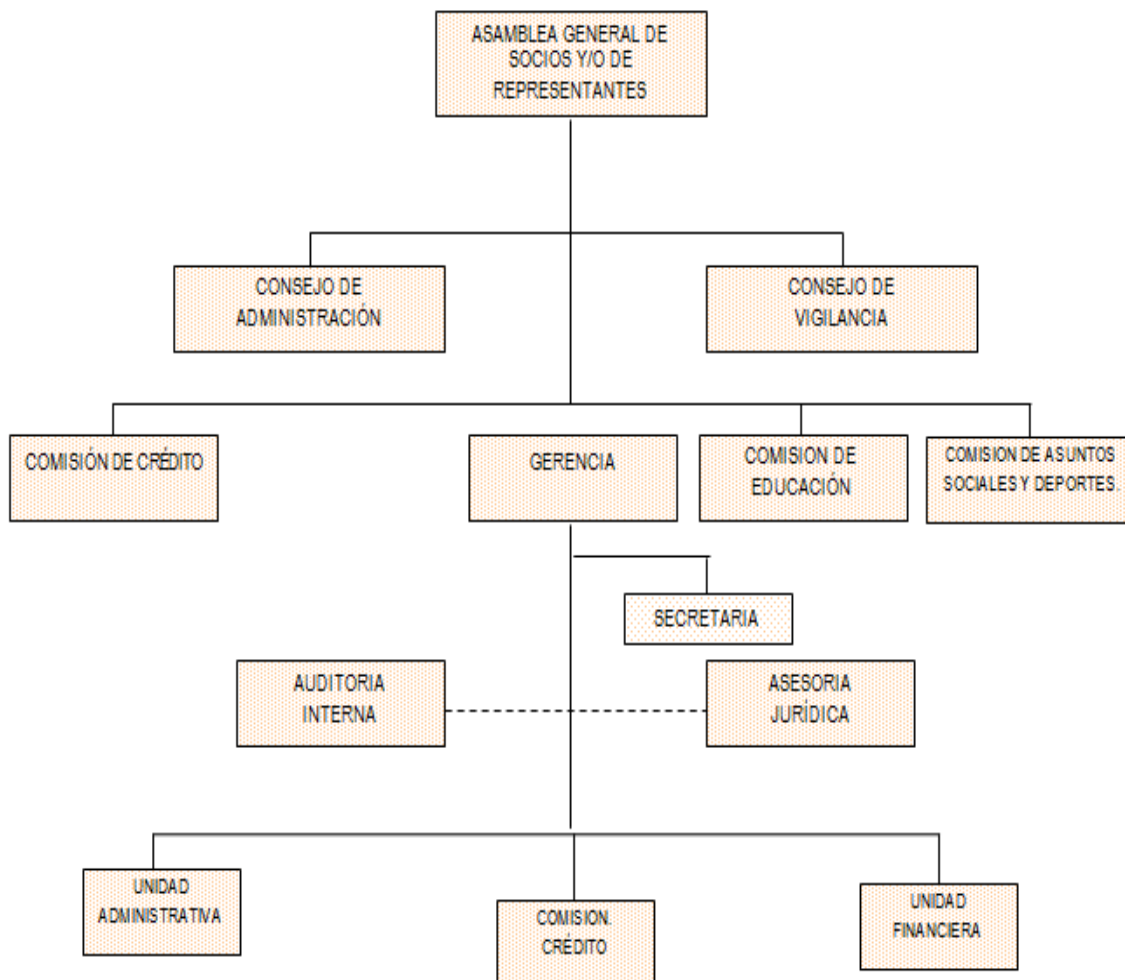 ASAMBLEA GENERAL DE
SOCIOS Y/O DE
REPRESENTANTES
CONSEJO DE
ADMINISTRACIÓN
CONSEJO DE
VIGILANCIA
COMISIÓN DE CRÉDITO
GERENCIA
COMISION DE
EDUCACIÓN
COMISION DE ASUNTOS
SOCIALES Y DEPORTES.
SECRETARIA
AUDITORIA
INTERNA
ASESORIA
JURÍDICA
UNIDAD
ADMINISTRATIVA
COMISION.
CRÉDITO
UNIDAD
FINANCIERA